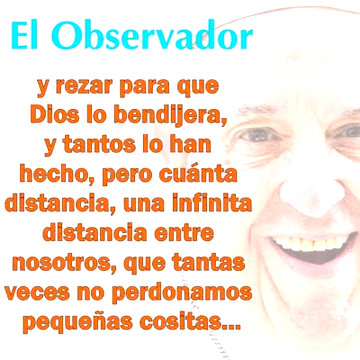 El Observador
y rezar para que
Dios lo bendijera,
y tantos lo han
hecho, pero cuánta
distancia, una infinita
distancia entre
nosotros, que tantas
veces no perdonamos
pequeñas cositas...